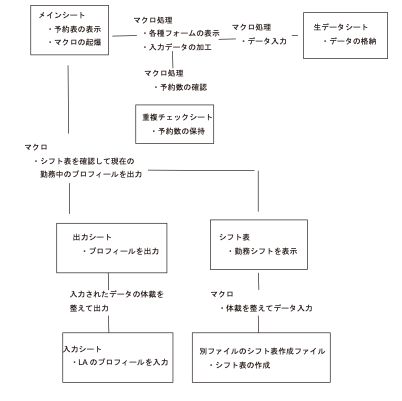 メインシート
・予約表の表示
・マクロの起爆
マクロ処理
・各種フォームの表示
・入力データの加工
マクロ処理
・データ入力
生データシート
・データの格納
マクロ処理
・予約数の確認
重複チェックシート
・予約数の保持
マクロ
・シフト表を確認して現在の
勤務中のプロフィールを出力
出力シート
・プロフィールを出力
シフト表
・勤務シフトを表示
入力されたデータの体裁を
整えて出力
マクロ
・体裁を整えてデータ入力
入力シート
・LAのプロフィールを入力
別ファイルのシフト表作成ファイル
・シフト表の作成